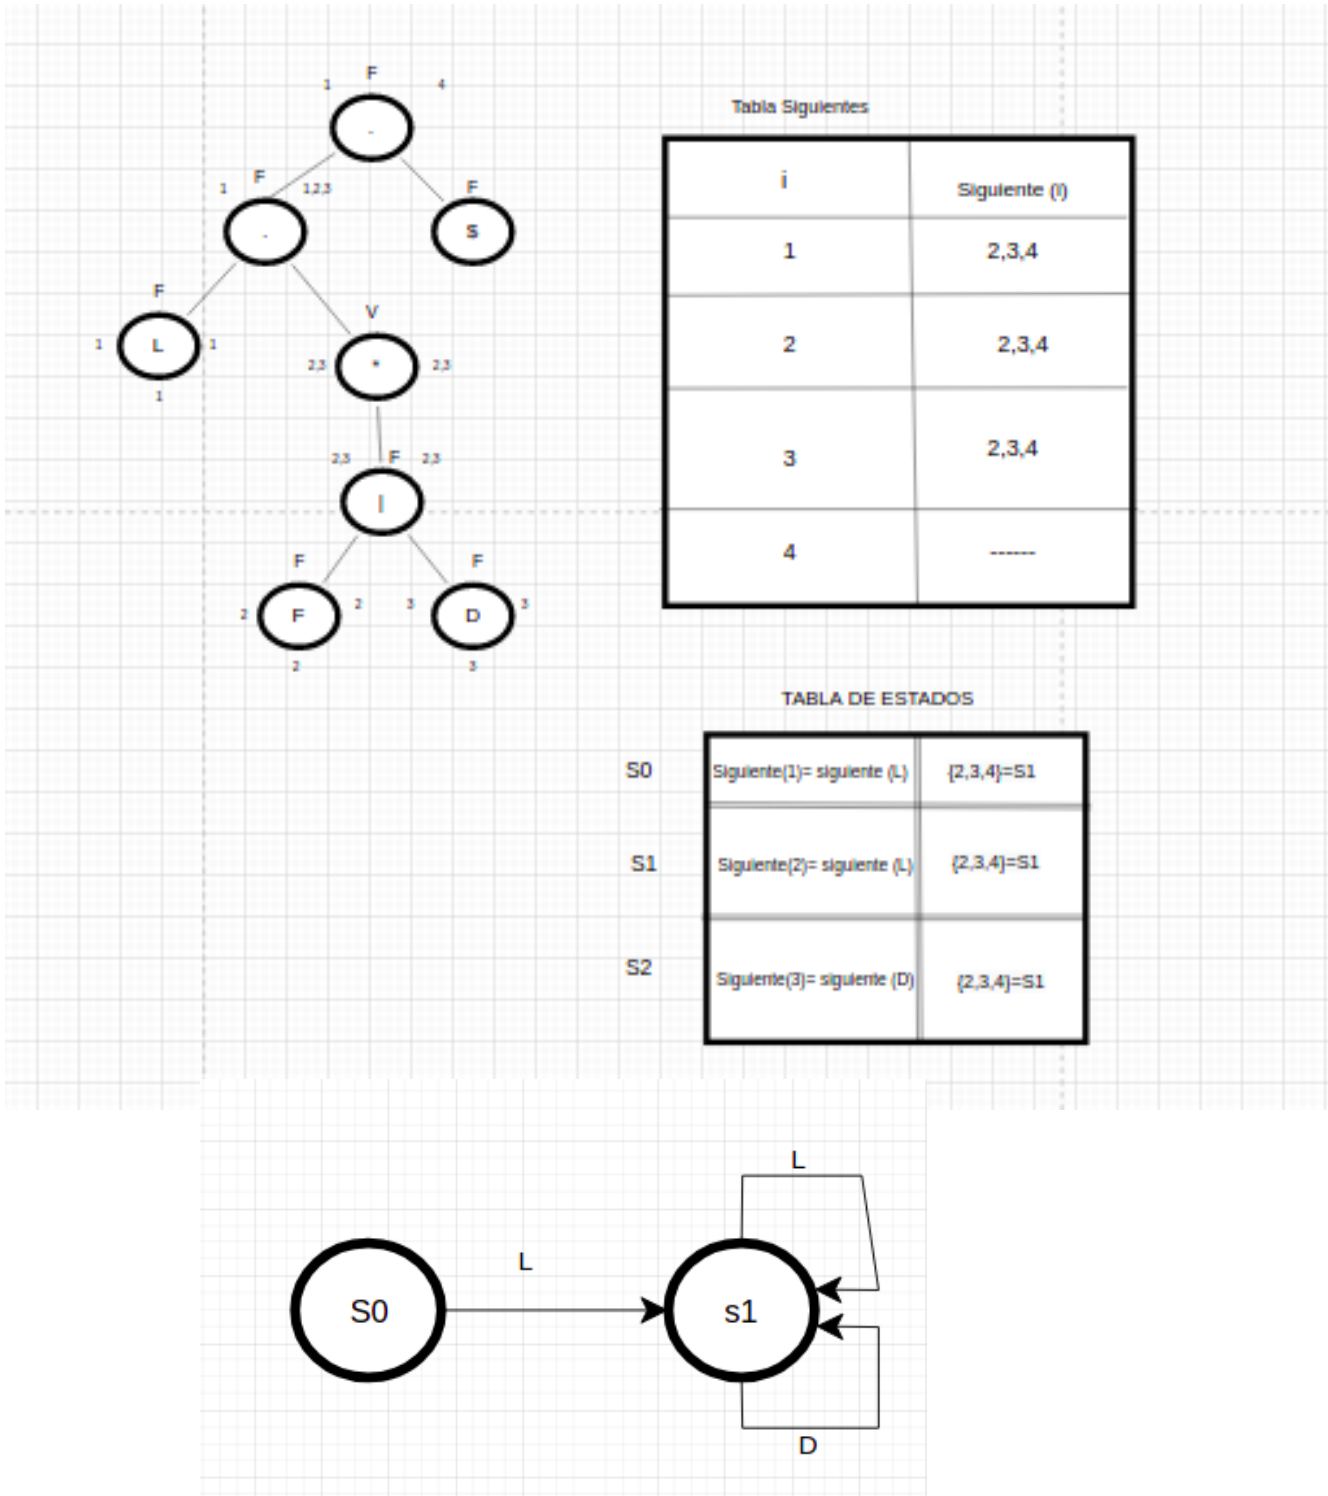 F
1 4
.
F
1 1,2,3
.
F
$
F
1 L 1
1
V
2,3 * 2,3
2,3 F 2,3
|
F F
2 F 2 3 D 3
2 3
Tabla Siguientes
i Siguiente (I)
1 2,3,4
2 2,3,4
3 2,3,4
4 ------
TABLA DE ESTADOS
S0 Siguiente(1)= siguiente (L) {2,3,4}=S1
S1 Siguiente(2)= siguiente (L) {2,3,4}=S1
S2 Siguiente(3)= siguiente (D) {2,3,4}=S1
L
L
S0 s1
D